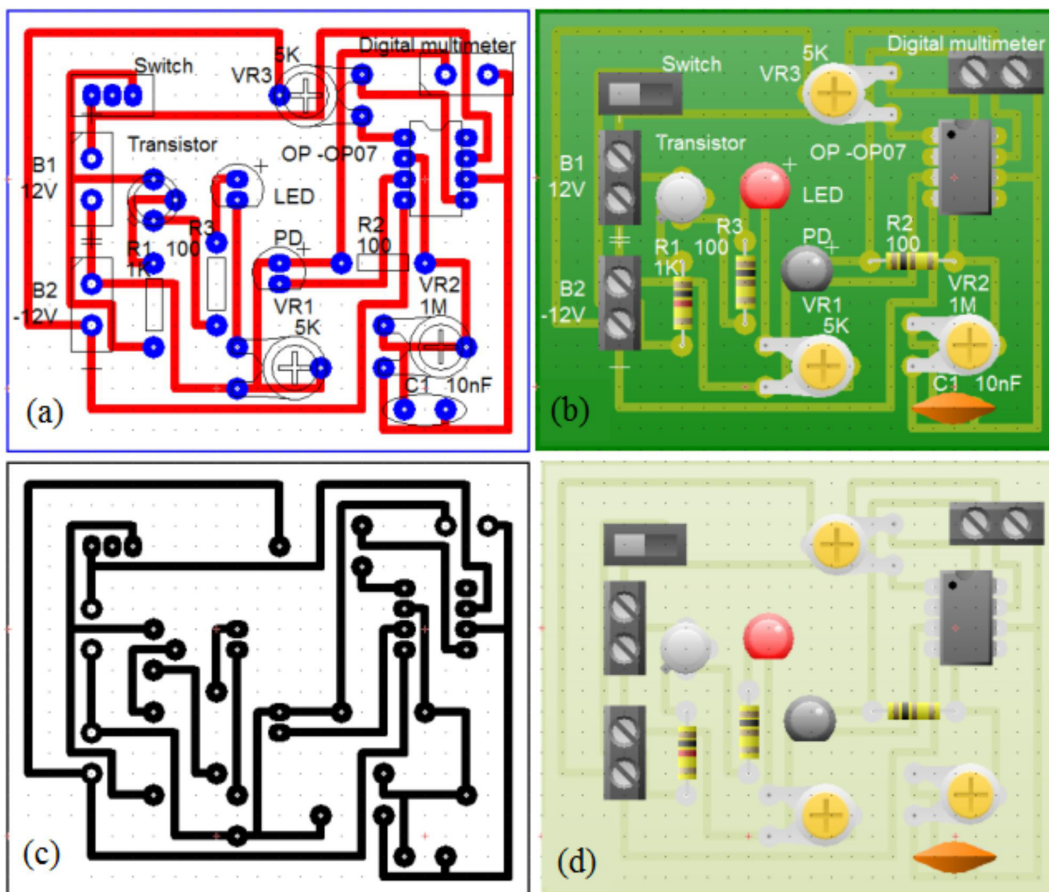 5K
Digital multimeter
Switch
VR3
Transistor
OP -OP07
B1
12V
LED
R3
R2
PD
R1
100
100
1K
B2
VR1
VR2
-12V
5K
1M
C1
10nF
(a)
5K
Digital multimeter
Switch
VR3
Transistor
OP -OP07
B1
12V
LED
R3
R2
PD
R1
100
100
1K
B2
VR1
VR2
-12V
5K
1M
C1
10nF
(b)
(c)
(d)